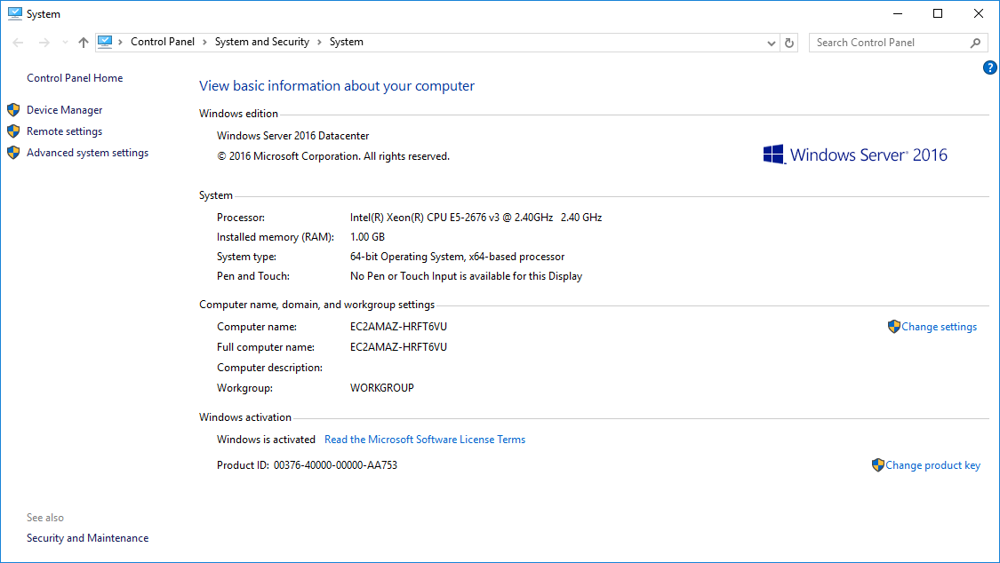 System
Control Panel > System and Security > System
Search Control Panel
?
Control Panel Home
Device Manager
Remote settings
Advanced system settings
View basic information about your computer
Windows edition
Windows Server 2016 Datacenter
© 2016 Microsoft Corporation. All rights reserved.
Windows Server® 2016
System
Processor: Intel(R) Xeon(R) CPU E5-2676 v3 @ 2.40GHz 2.40 GHz
Installed memory (RAM): 1.00 GB
System type: 64-bit Operating System, x64-based processor
Pen and Touch: No Pen or Touch Input is available for this Display
Computer name, domain, and workgroup settings
Computer name: EC2AMAZ-HRFT6VU
Change settings
Full computer name: EC2AMAZ-HRFT6VU
Computer description:
Workgroup: WORKGROUP
Windows activation
Windows is activated Read the Microsoft Software License Terms
Product ID: 00376-40000-00000-AA753
Change product key
See also
Security and Maintenance